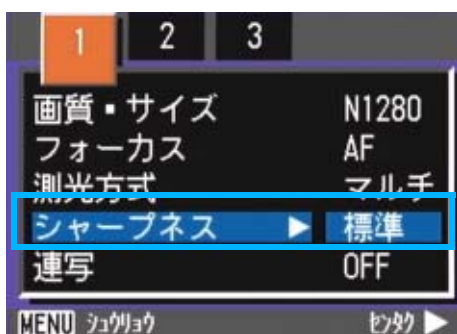 1 2 3
画質・サイズ N1280
フォーカス AF
測光方式 マルチ
シャープネス ▶ 標準
連写 OFF
MENU ｼｭｳﾘｮｳ ｾﾝﾀｸ ▶